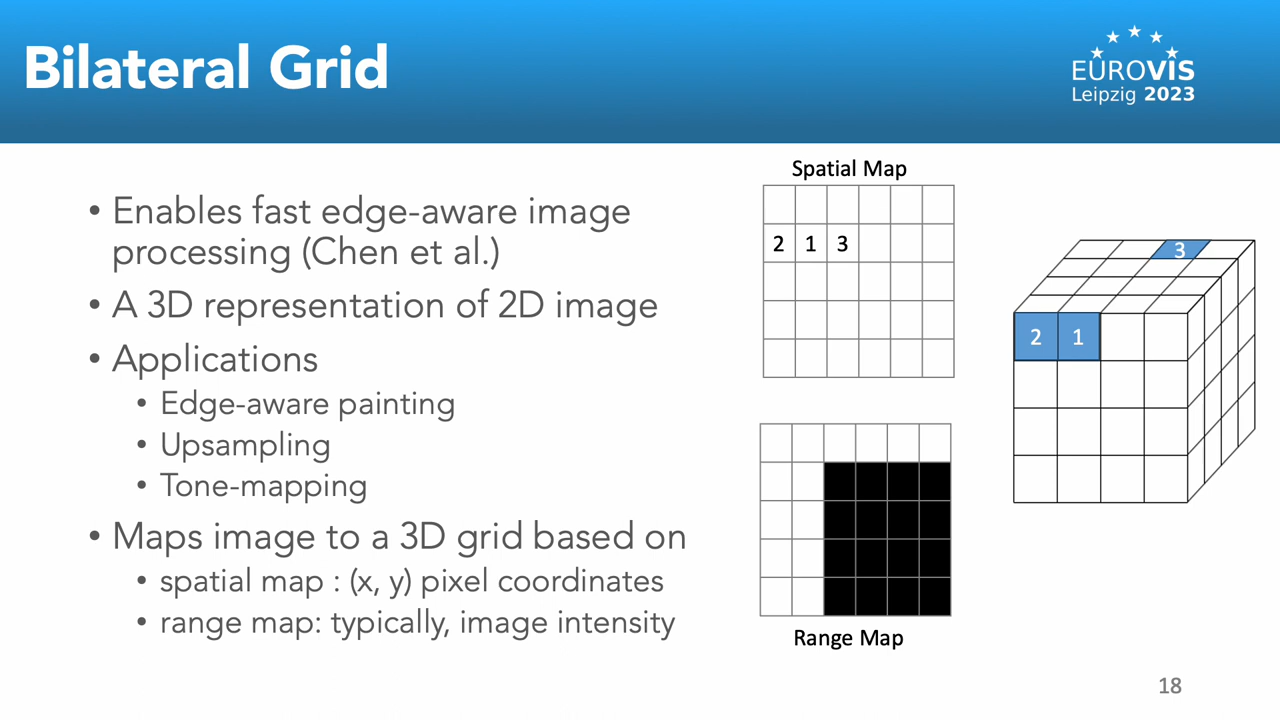 Bilateral Grid
EUROVIS
Leipzig 2023
• Enables fast edge-aware image
processing (Chen et al.)
• A 3D representation of 2D image
• Applications
• Edge-aware painting
• Upsampling
• Tone-mapping
• Maps image to a 3D grid based on
• spatial map : (x, y) pixel coordinates
• range map: typically, image intensity
Spatial Map
2 1 3
Range Map
3
2 1
18